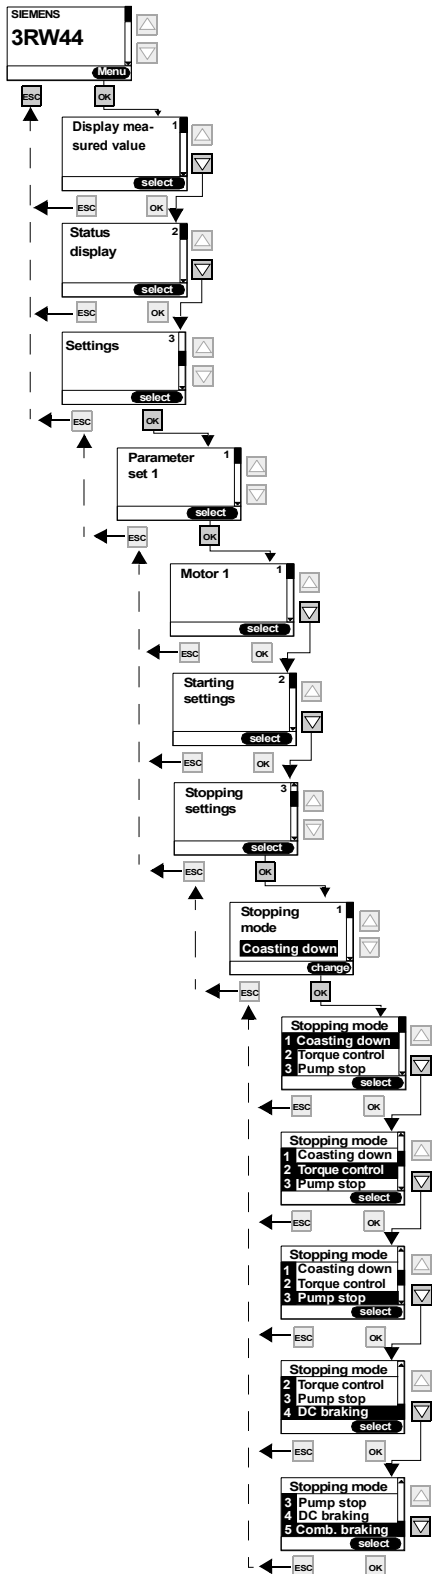 SIEMENS
3RW44
Menu
ESC
OK
Display mea-
sured value
1
select
ESC
OK
Status
display
2
select
ESC
OK
Settings
3
select
ESC
OK
Parameter
set 1
1
select
ESC
OK
Motor 1
1
select
ESC
OK
Starting
settings
2
select
ESC
OK
Stopping
settings
3
select
ESC
OK
Stopping
mode
1
Coasting down
change
ESC
OK
Stopping mode
1 Coasting down
2 Torque control
3 Pump stop
select
ESC
OK
Stopping mode
1 Coasting down
2 Torque control
3 Pump stop
select
ESC
OK
Stopping mode
1 Coasting down
2 Torque control
3 Pump stop
select
ESC
OK
Stopping mode
2 Torque control
3 Pump stop
4 DC braking
select
ESC
OK
Stopping mode
3 Pump stop
4 DC braking
5 Comb. braking
select
ESC
OK